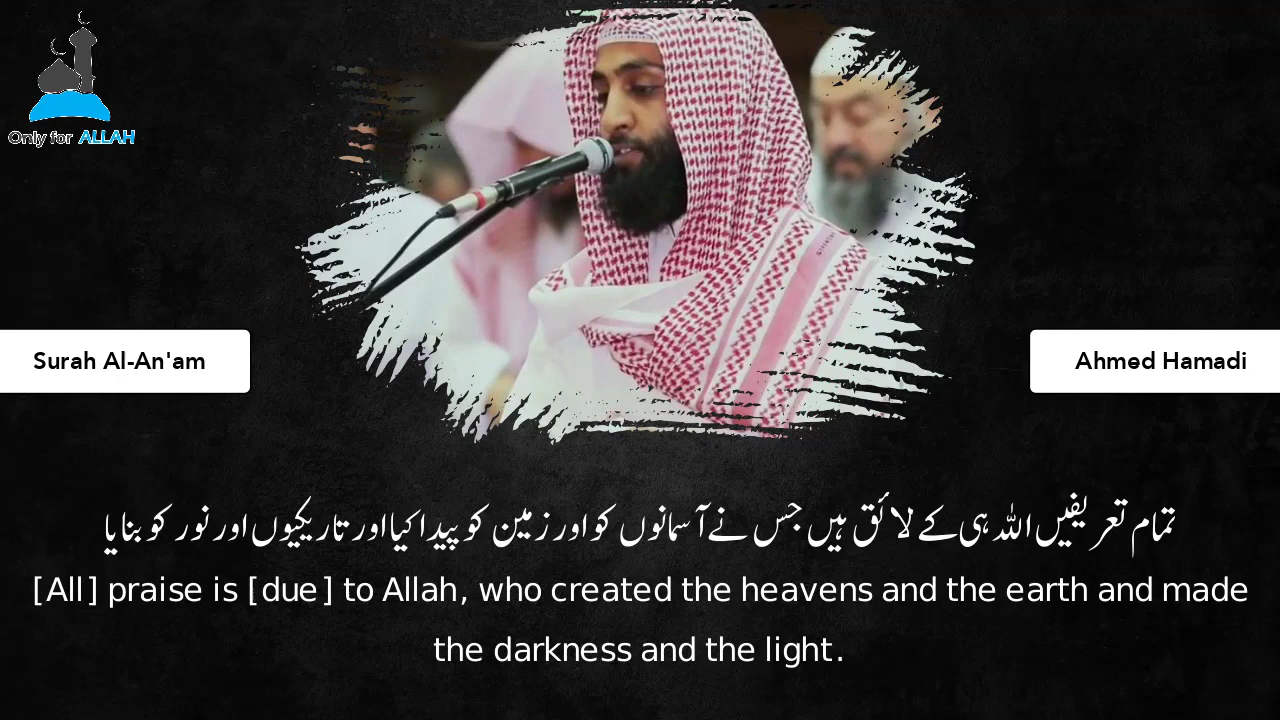 Only for ALLAH
Surah Al-An'am
Ahmed Hamadi
تمام تعریفیں اللہ ہی کے لائق ہیں جس نے آسمانوں کو اور زمین کو پیدا کیا اور تاریکیوں اور نور کو بنایا
[All] praise is [due] to Allah, who created the heavens and the earth and made
the darkness and the light.